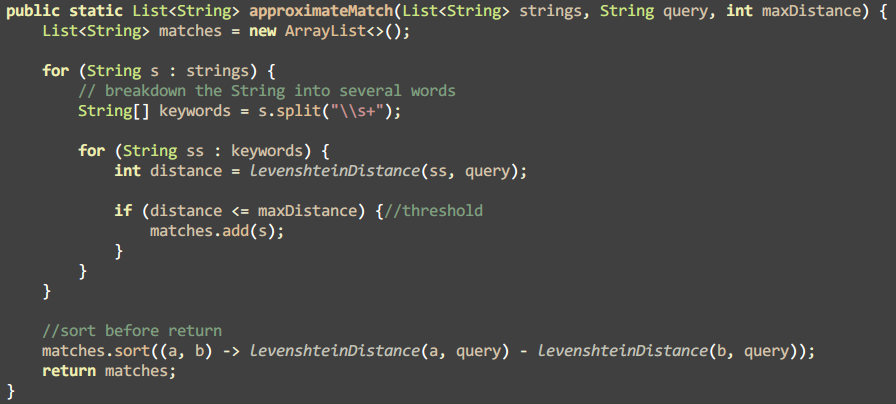 public static List<String> approximateMatch(List<String> strings, String query, int maxDistance) {
    List<String> matches = new ArrayList<>();

    for (String s : strings) {
        // breakdown the String into several words
        String[] keywords = s.split("\\s+");

        for (String ss : keywords) {
            int distance = levenshteinDistance(ss, query);

            if (distance <= maxDistance) {//threshold
                matches.add(s);
            }
        }
    }

    //sort before return
    matches.sort((a, b) -> levenshteinDistance(a, query) - levenshteinDistance(b, query));
    return matches;
}